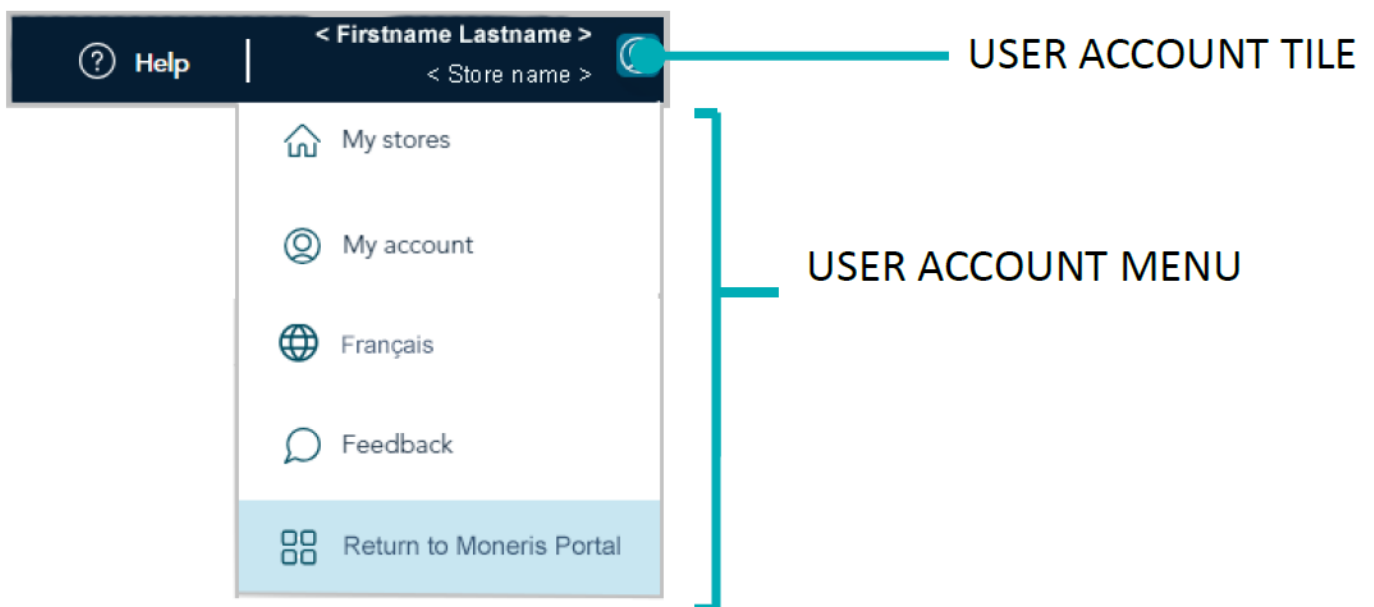 Help
< Firstname Lastname >
< Store name >
USER ACCOUNT TILE
My stores
My account
USER ACCOUNT MENU
Français
Feedback
Return to Moneris Portal